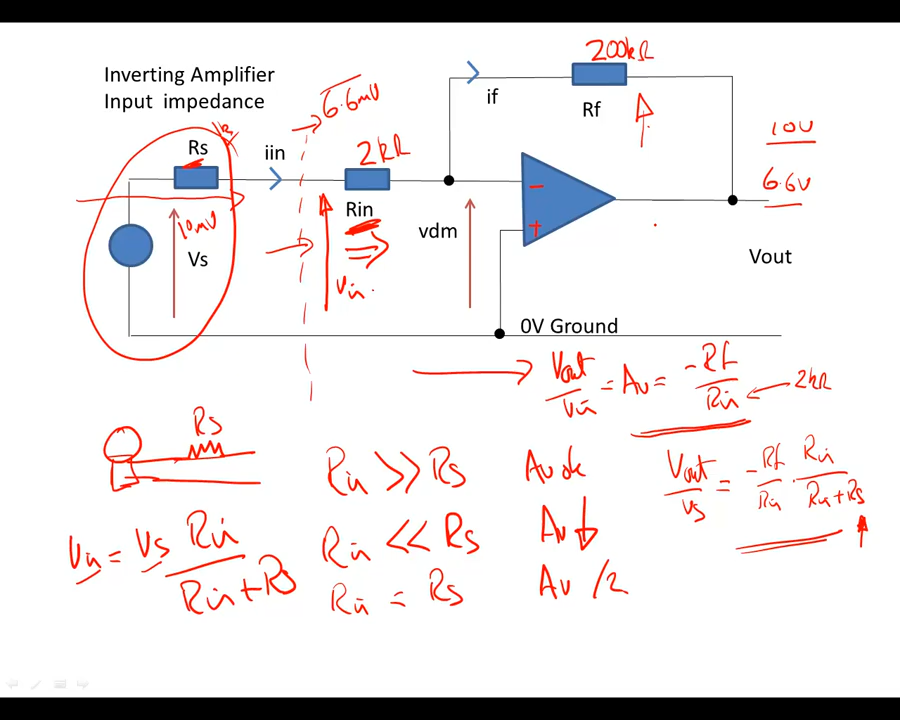 Inverting Amplifier
Input impedance
6.6mV
200kΩ
if
Rf
10V
Rs
iin
2kΩ
6.6V
Rin
-
10mV
Vs
vdm
+
Vout
Vin
0V Ground
Vout/Vin = Av = -Rf/Rin
2kΩ
Rs
Rin >> Rs Av ok
Vout/Vs = -Rf/Rin . Rin/Rin+Rs
Vin = Vs Rin/Rin+Rs
Rin << Rs Av ↓
Rin = Rs Av /2